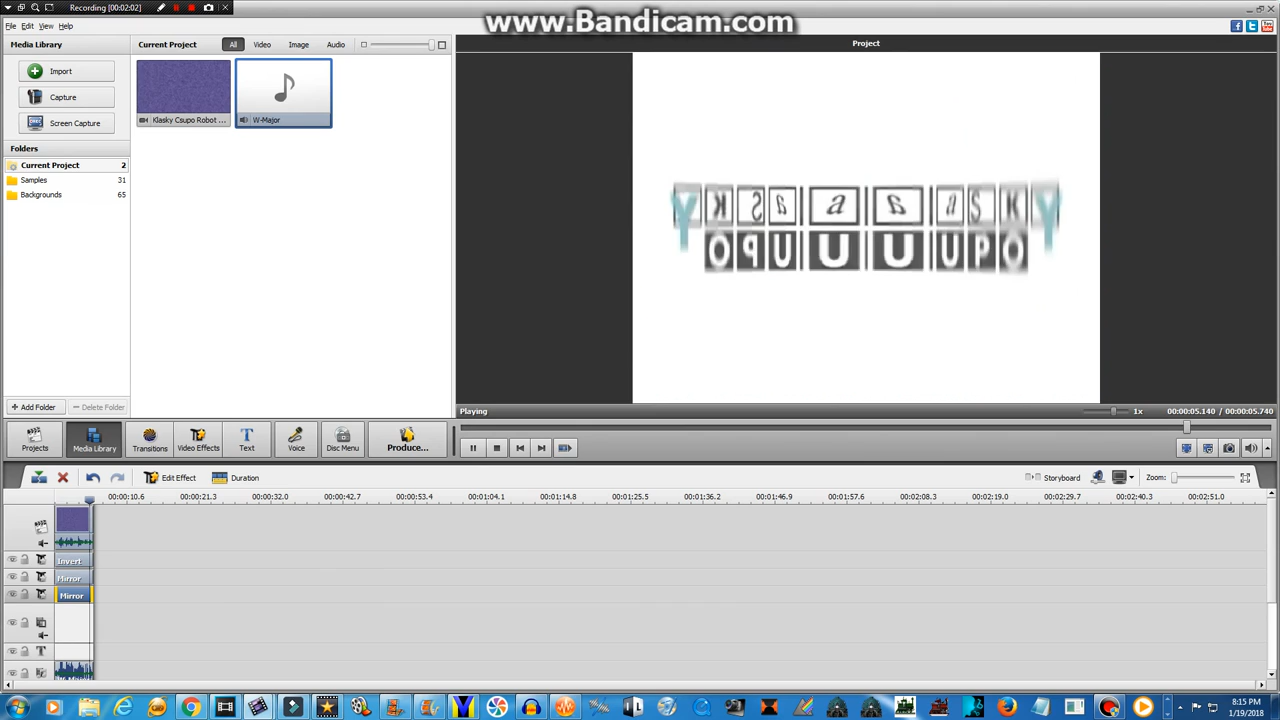 Recording [00:02:02]
www.Bandicam.com
File Edit View Help
Media Library
Current Project All Video Image Audio
Project
Import
Capture
Screen Capture
Klasky Csupo Robot ...
W-Major
Folders
Current Project 2
Samples 31
Backgrounds 65
Add Folder
Delete Folder
Playing
1x
00:00:05.140 / 00:00:05.740
Projects
Media Library
Transitions
Video Effects
Text
Voice
Disc Menu
Produce...
Edit Effect
Duration
Storyboard
Zoom:
00:00:10.6 00:00:21.3 00:00:32.0 00:00:42.7 00:00:53.4 00:01:04.1 00:01:14.8 00:01:25.5 00:01:36.2 00:01:46.9 00:01:57.6 00:02:08.3 00:02:19.0 00:02:29.7 00:02:40.3 00:02:51.0
Invert
Mirror
Mirror
T
8:15 PM
1/19/2018